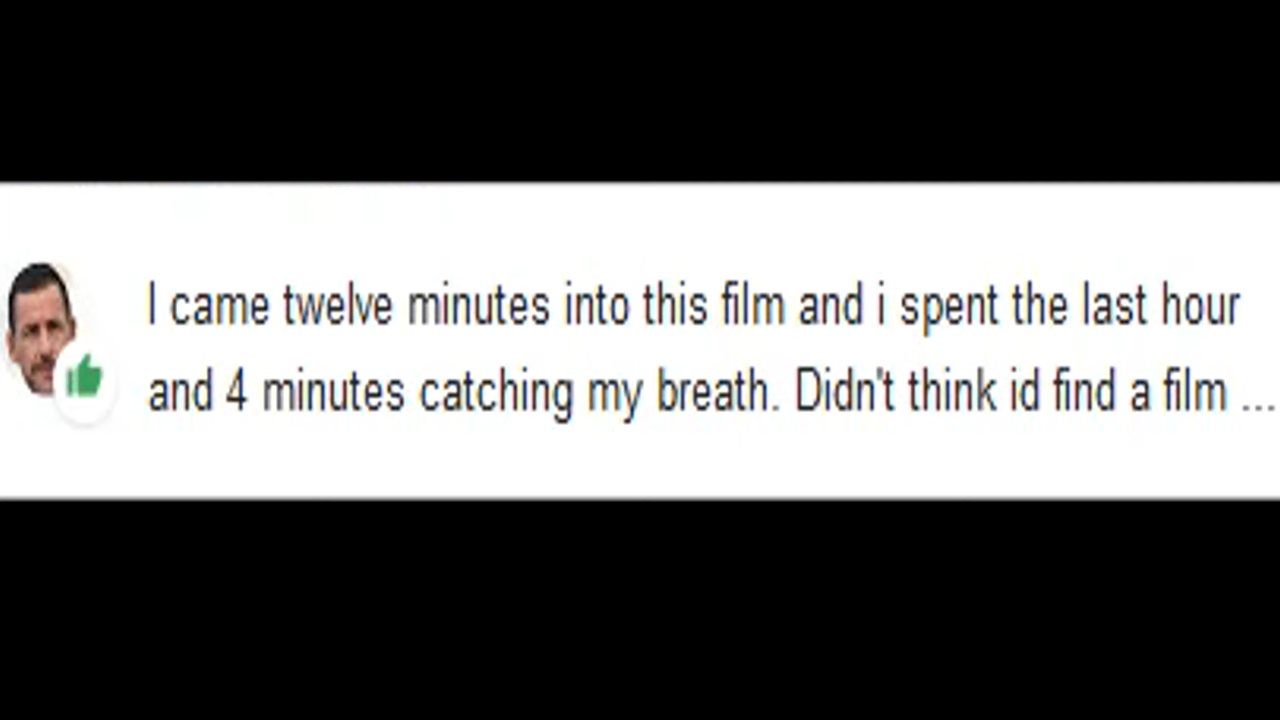 I came twelve minutes into this film and i spent the last hour
and 4 minutes catching my breath. Didn't think id find a film ...